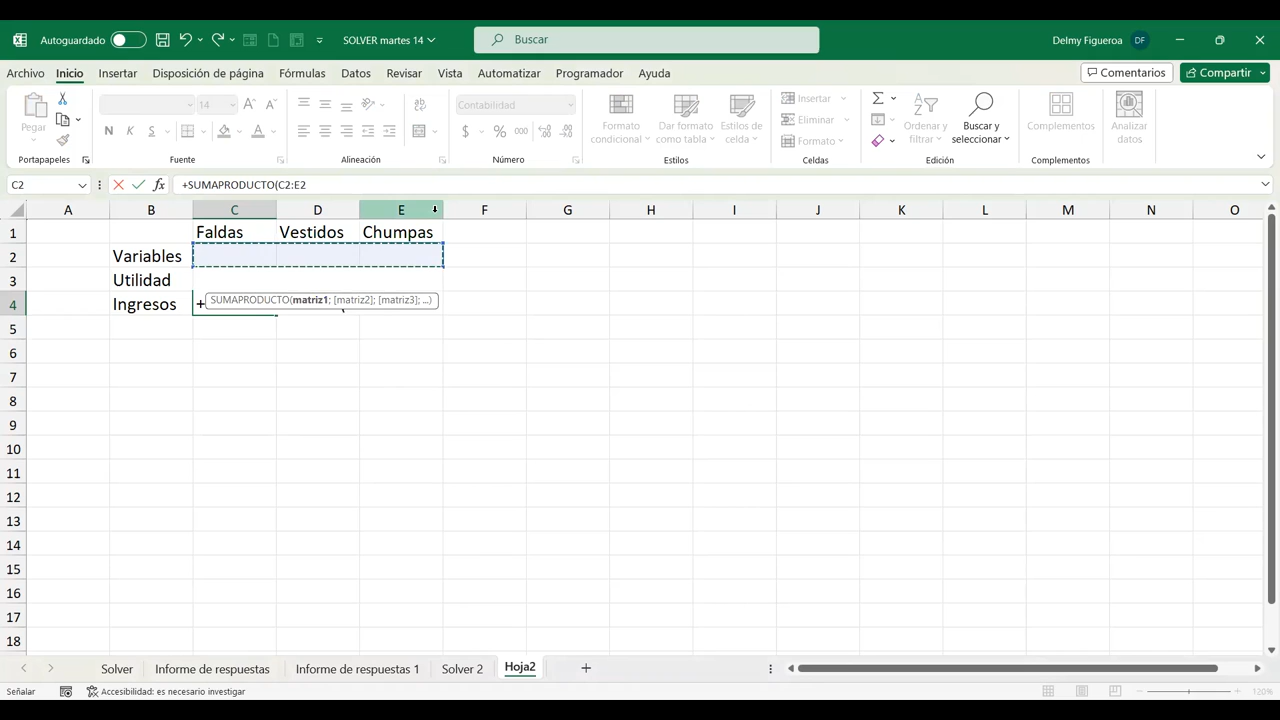 Autoguardado
SOLVER martes 14
Buscar
Delmy Figueroa DF
Archivo Inicio Insertar Disposición de página Fórmulas Datos Revisar Vista Automatizar Programador Ayuda
Comentarios Compartir
Pegar
Portapapeles
14
N K S
Fuente
Alineación
Contabilidad
$ % 000
Número
Formato condicional
Dar formato como tabla
Estilos de celda
Estilos
Insertar
Eliminar
Formato
Celdas
Ordenar y filtrar
Buscar y seleccionar
Edición
Complementos
Complementos
Analizar datos
C2 fx +SUMAPRODUCTO(C2:E2
A B C D E F G H I J K L M N O
1 Faldas Vestidos Chumpas
2 Variables
3 Utilidad
4 Ingresos +
SUMAPRODUCTO(matriz1; [matriz2]; [matriz3]; ...)
5
6
7
8
9
10
11
12
13
14
15
16
17
18
Solver Informe de respuestas Informe de respuestas 1 Solver 2 Hoja2
Señalar Accesibilidad: es necesario investigar 120%